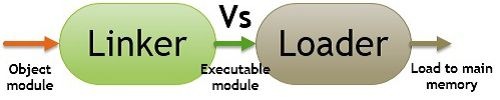 Vs
Linker
Loader
Object
module
Executable
module
Load to main
memory